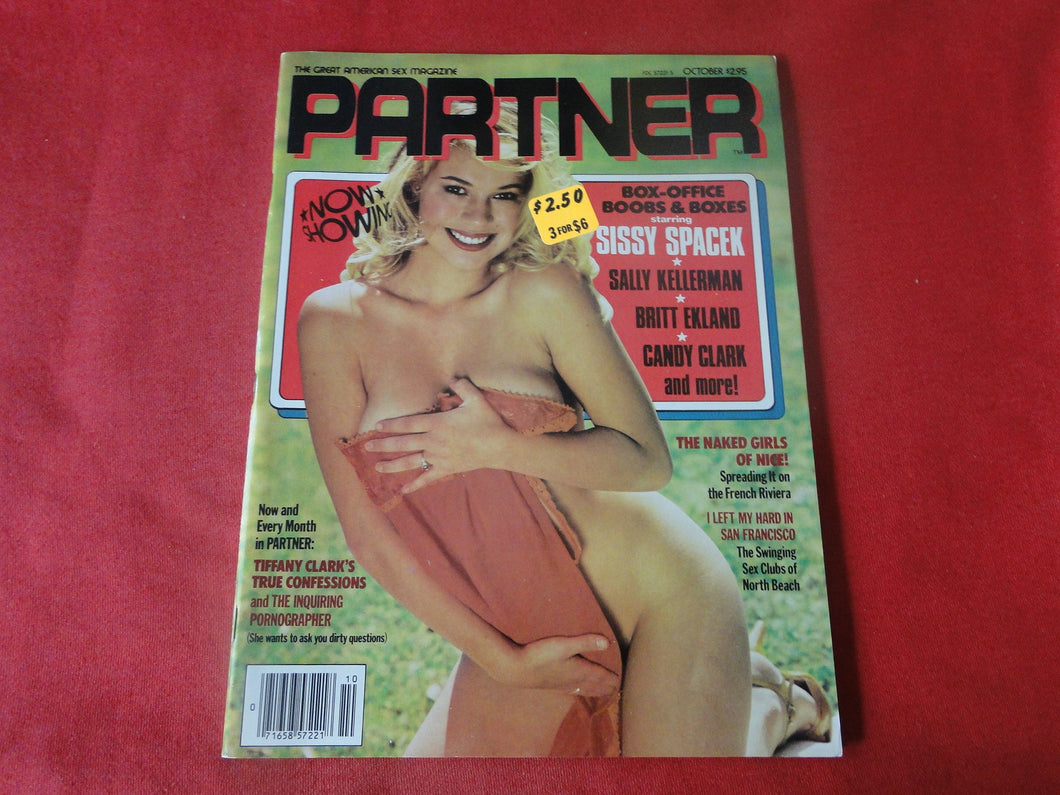 THE GREAT AMERICAN SEX MAGAZINE
OCTOBER $2.95
PARTNER
TM
★NOW★
SHOWING
$2.50
3 FOR $6
BOX-OFFICE
BOOBS & BOXES
starring
SISSY SPACEK
★
SALLY KELLERMAN
★
BRITT EKLAND
★
CANDY CLARK
and more!
THE NAKED GIRLS
OF NICE!
Spreading It on
the French Riviera
I LEFT MY HARD IN
SAN FRANCISCO
The Swinging
Sex Clubs of
North Beach
Now and
Every Month
in PARTNER:
TIFFANY CLARK'S
TRUE CONFESSIONS
and THE INQUIRING
PORNOGRAPHER
(She wants to ask you dirty questions)
10
0
71658 57221